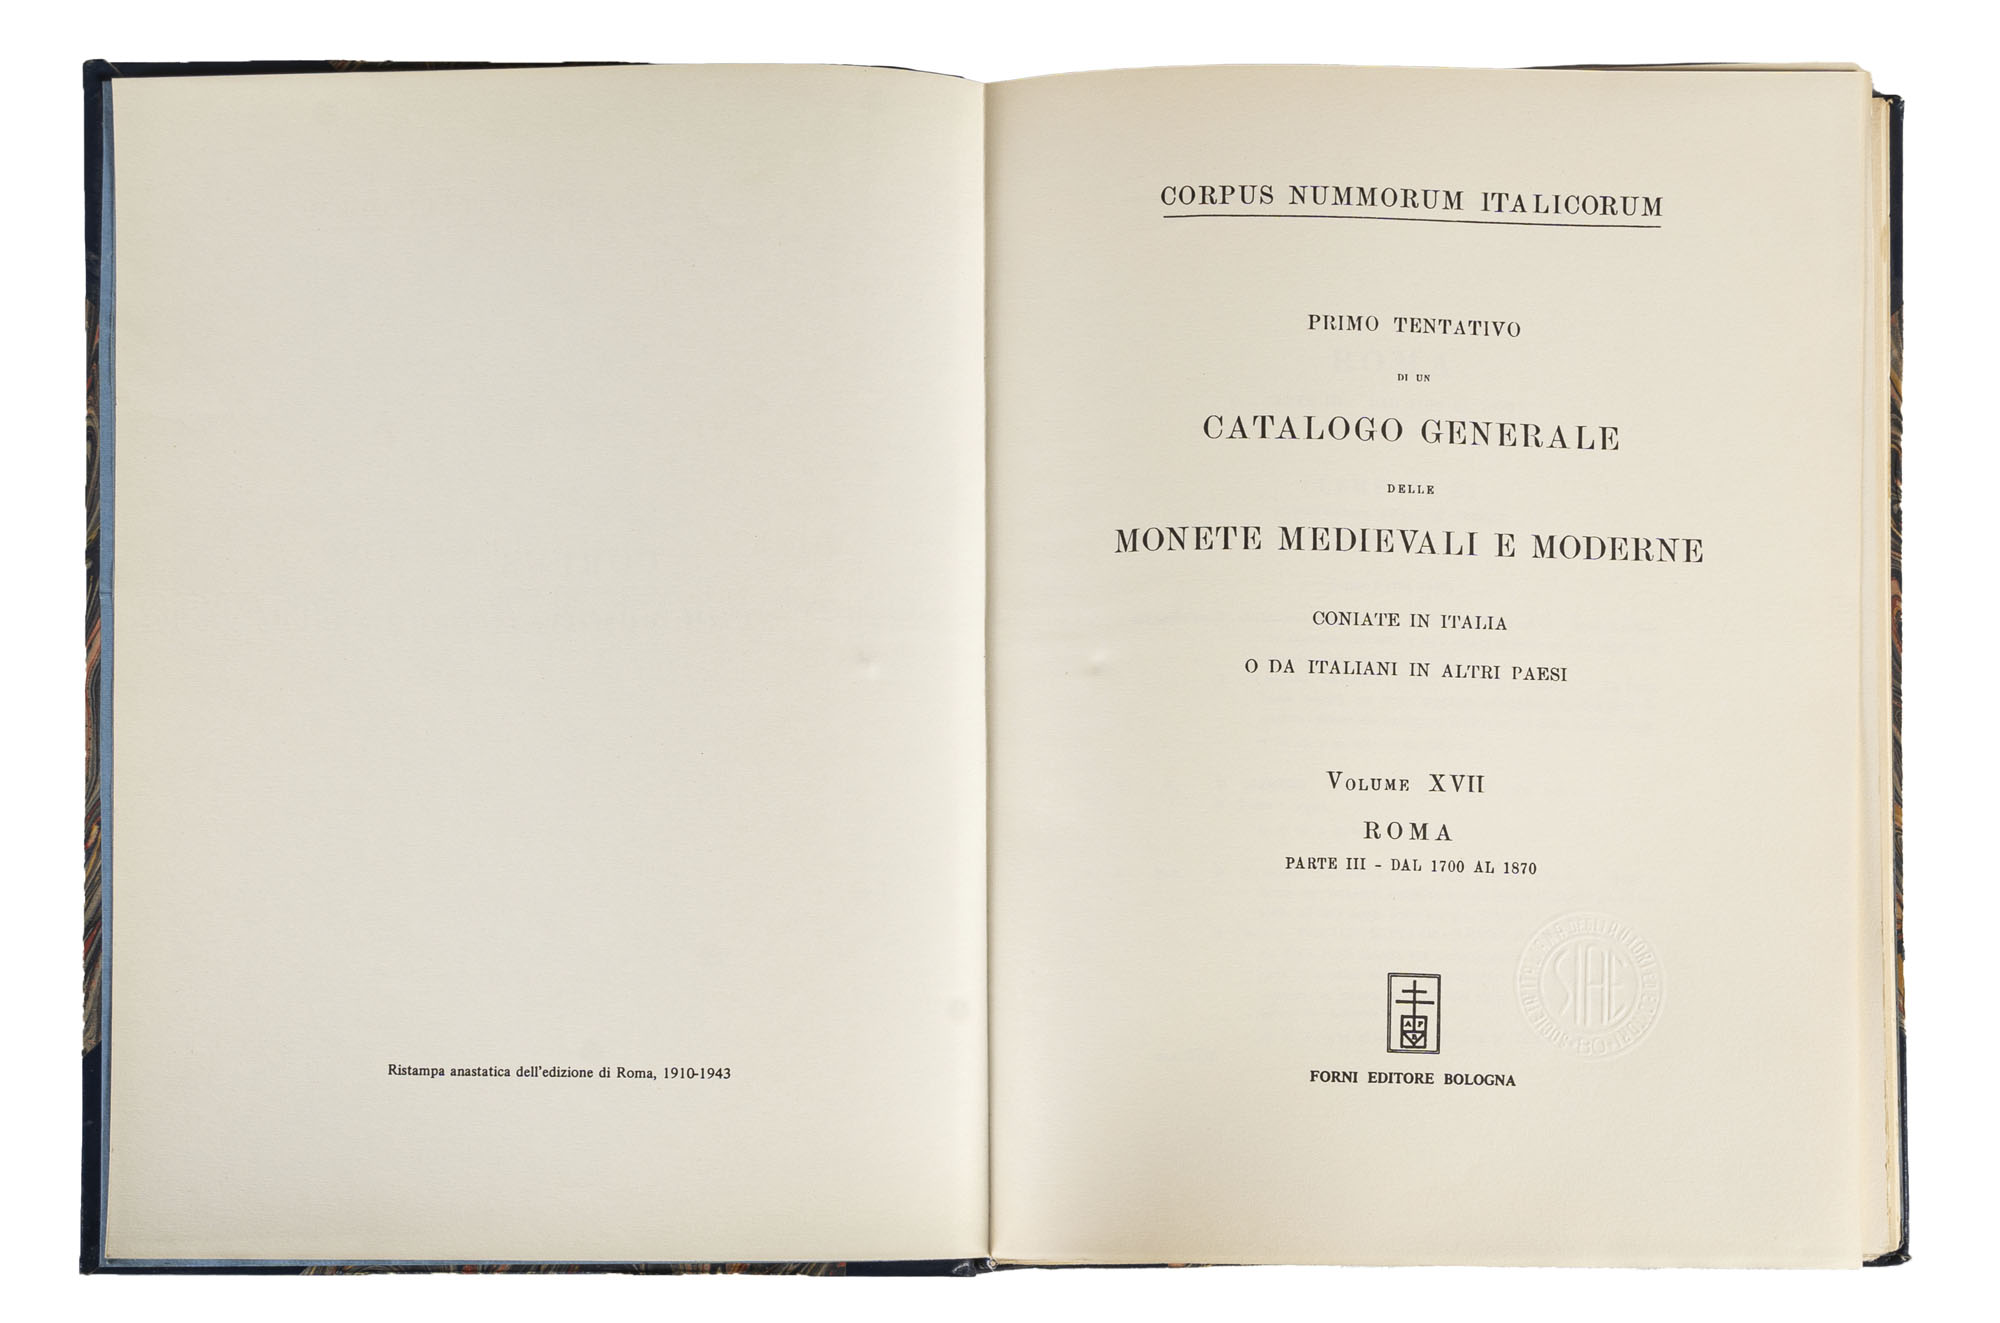 Ristampa anastatica dell'edizione di Roma, 1910-1943
CORPUS NUMMORUM ITALICORUM
PRIMO TENTATIVO
DI UN
CATALOGO GENERALE
DELLE
MONETE MEDIEVALI E MODERNE
CONIATE IN ITALIA
O DA ITALIANI IN ALTRI PAESI
VOLUME XVII
ROMA
PARTE III - DAL 1700 AL 1870
SIAE
BO
FORNI EDITORE BOLOGNA